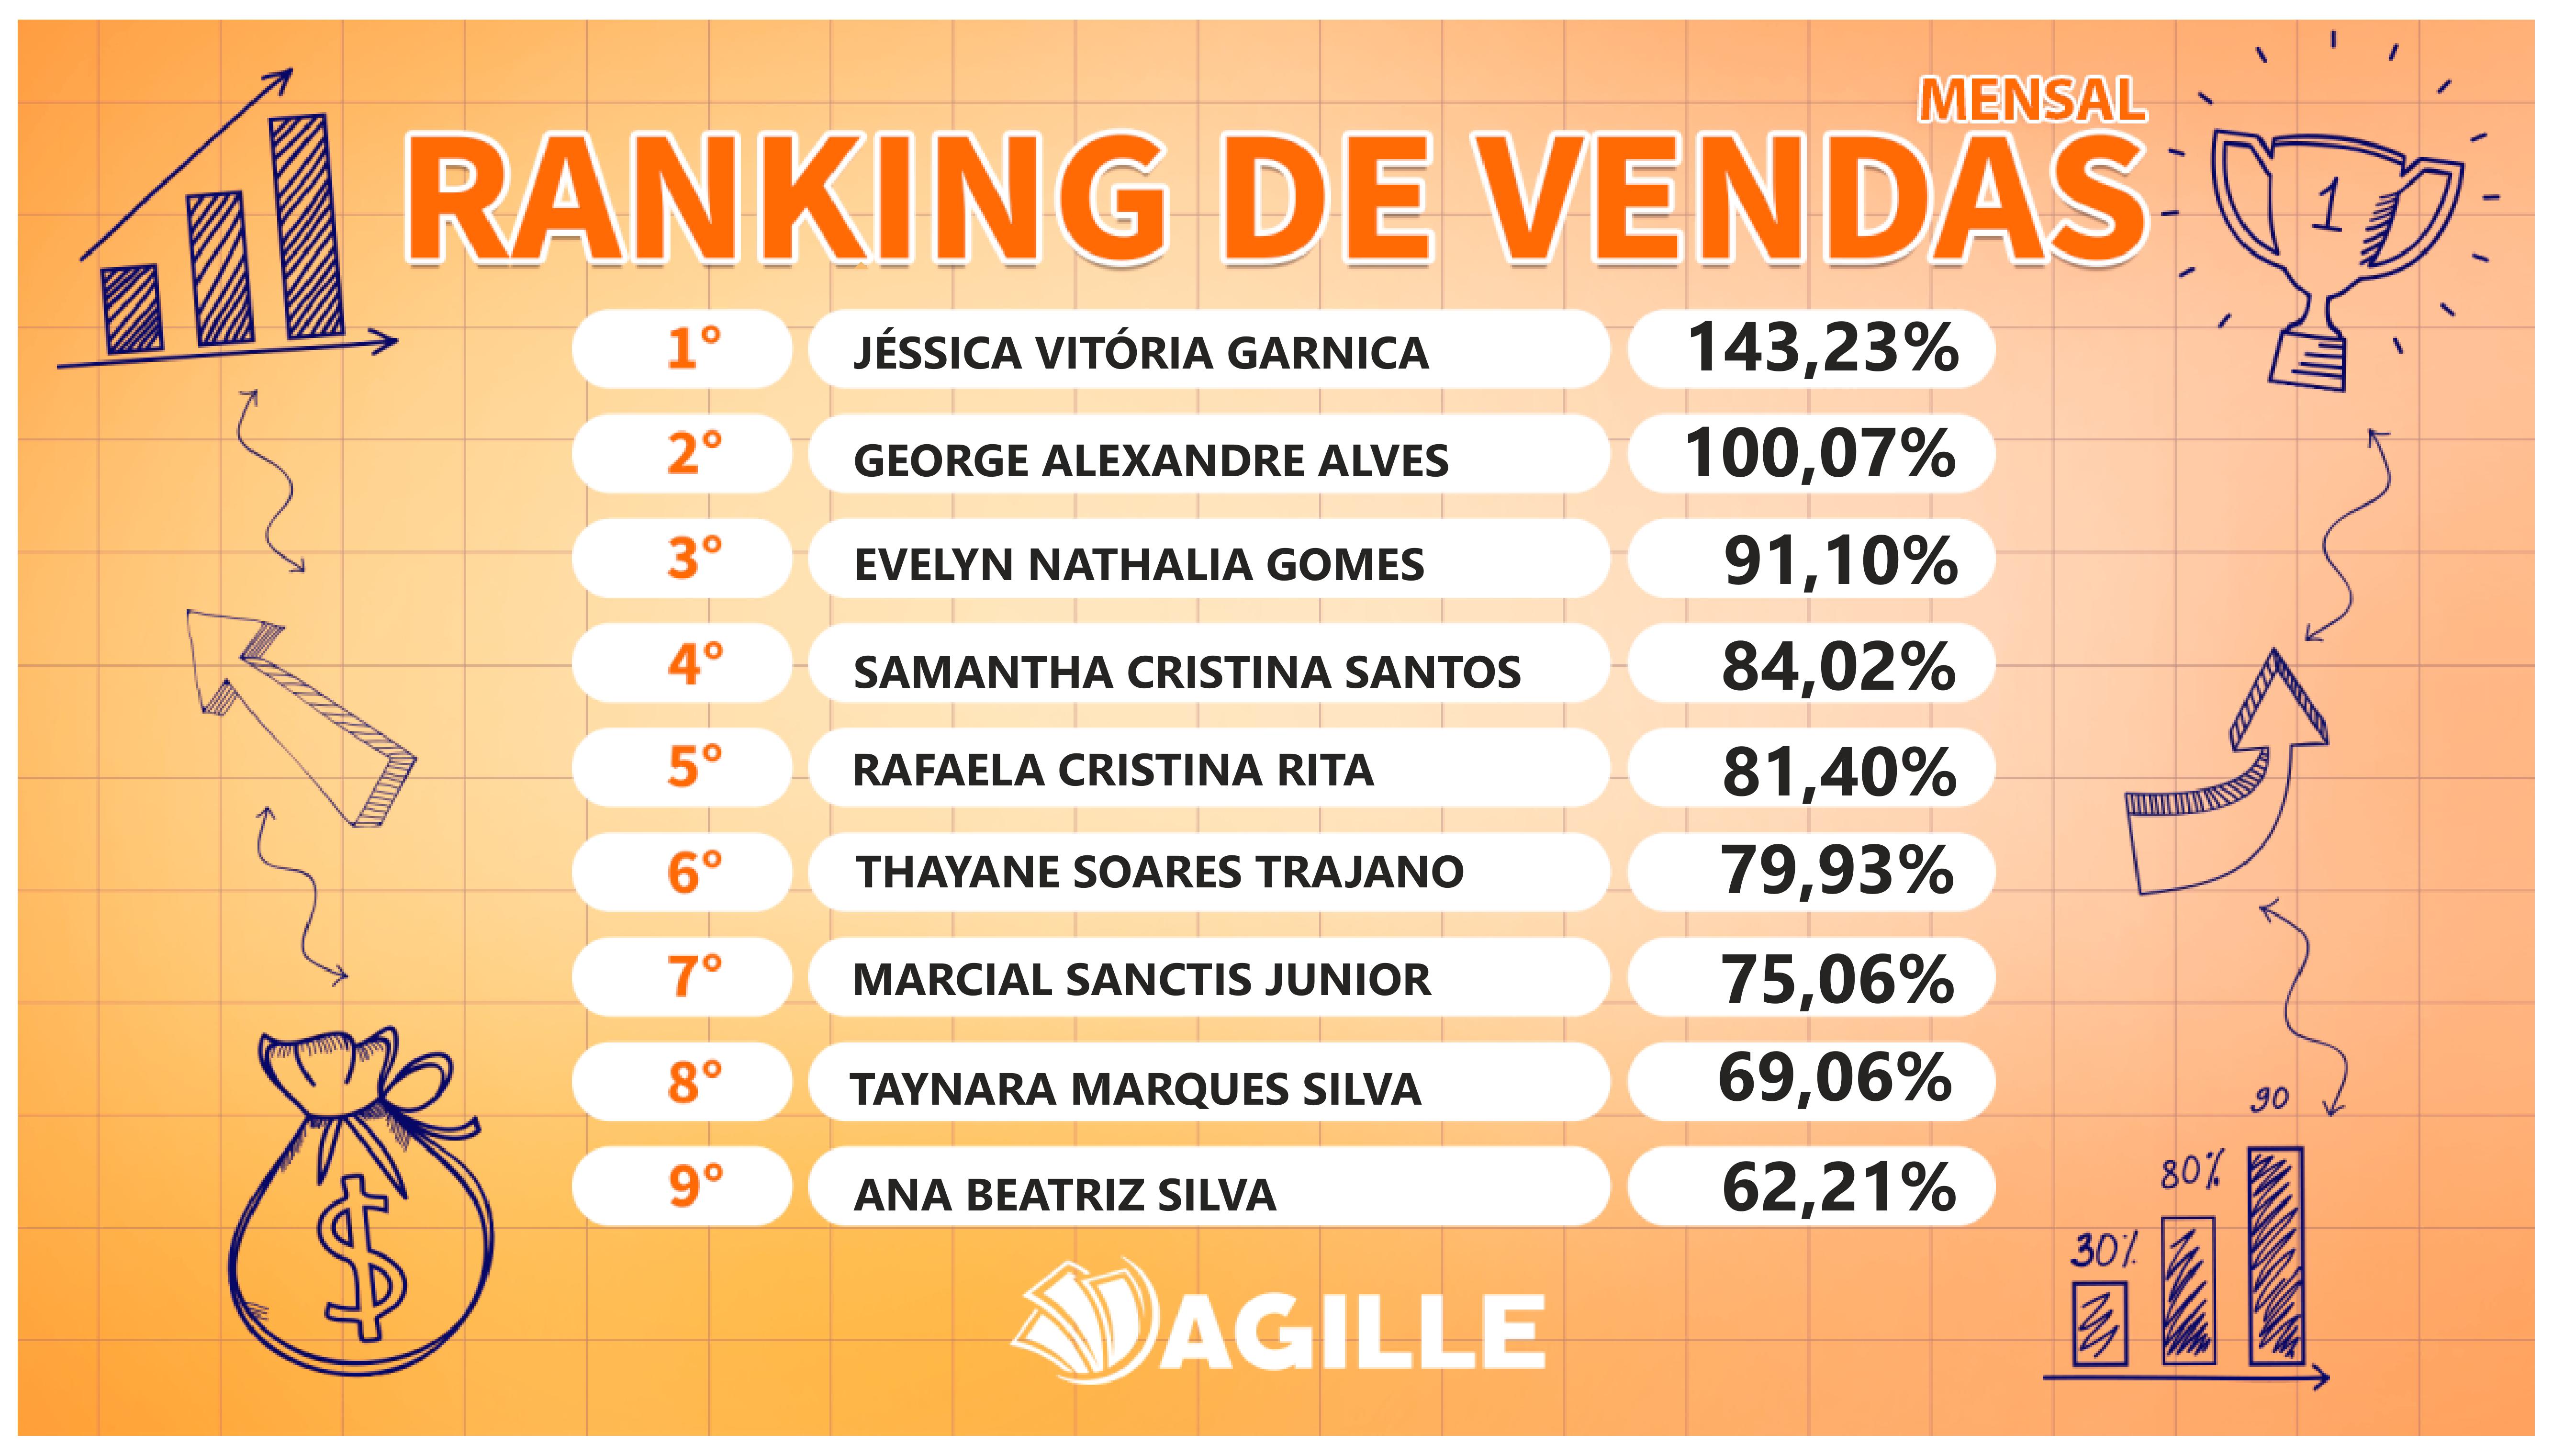 MENSAL
RANKING DE VENDAS
1
1° JÉSSICA VITÓRIA GARNICA 143,23%
2° GEORGE ALEXANDRE ALVES 100,07%
3° EVELYN NATHALIA GOMES 91,10%
4° SAMANTHA CRISTINA SANTOS 84,02%
5° RAFAELA CRISTINA RITA 81,40%
6° THAYANE SOARES TRAJANO 79,93%
7° MARCIAL SANCTIS JUNIOR 75,06%
8° TAYNARA MARQUES SILVA 69,06%
9° ANA BEATRIZ SILVA 62,21%
$
30%
80%
90
AGILLE